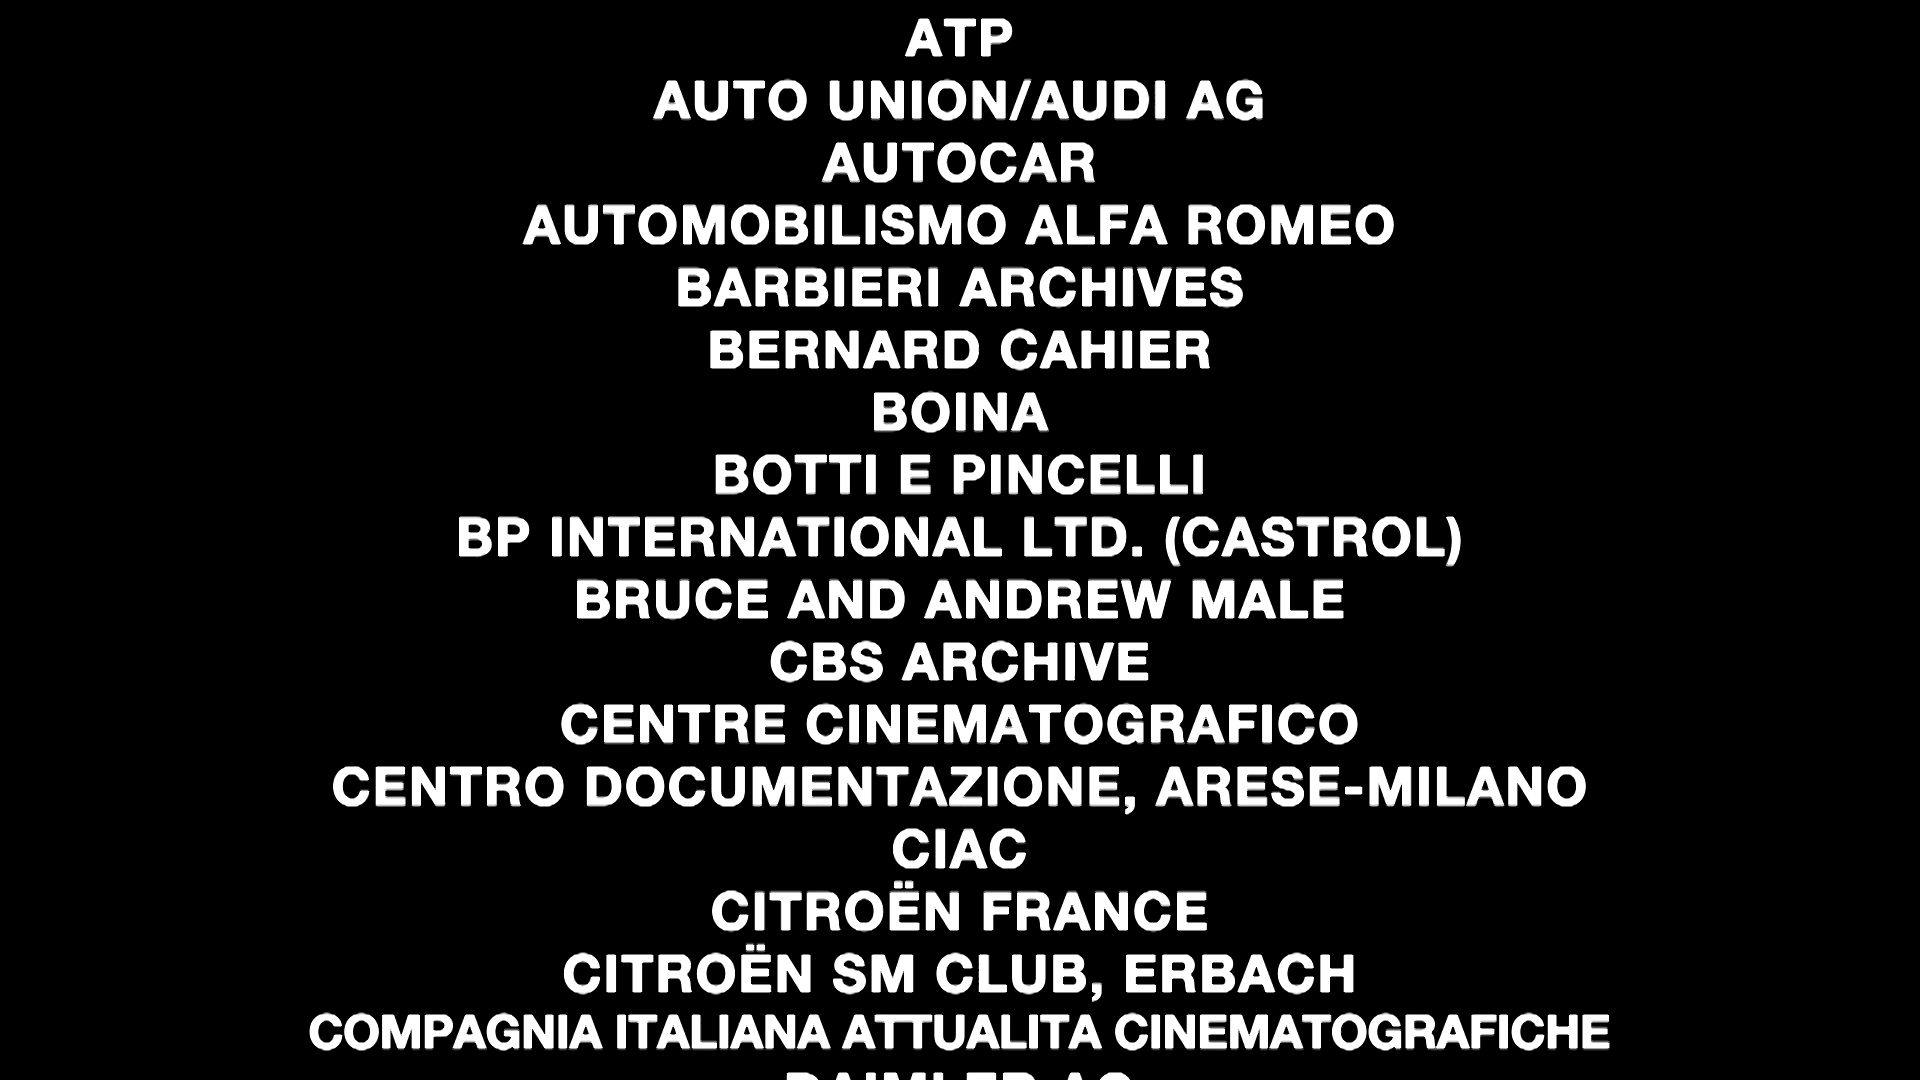 ATP
AUTO UNION/AUDI AG
AUTOCAR
AUTOMOBILISMO ALFA ROMEO
BARBIERI ARCHIVES
BERNARD CAHIER
BOINA
BOTTI E PINCELLI
BP INTERNATIONAL LTD. (CASTROL)
BRUCE AND ANDREW MALE
CBS ARCHIVE
CENTRE CINEMATOGRAFICO
CENTRO DOCUMENTAZIONE, ARESE-MILANO
CIAC
CITROËN FRANCE
CITROËN SM CLUB, ERBACH
COMPAGNIA ITALIANA ATTUALITA CINEMATOGRAFICHE
DAIMLER AG